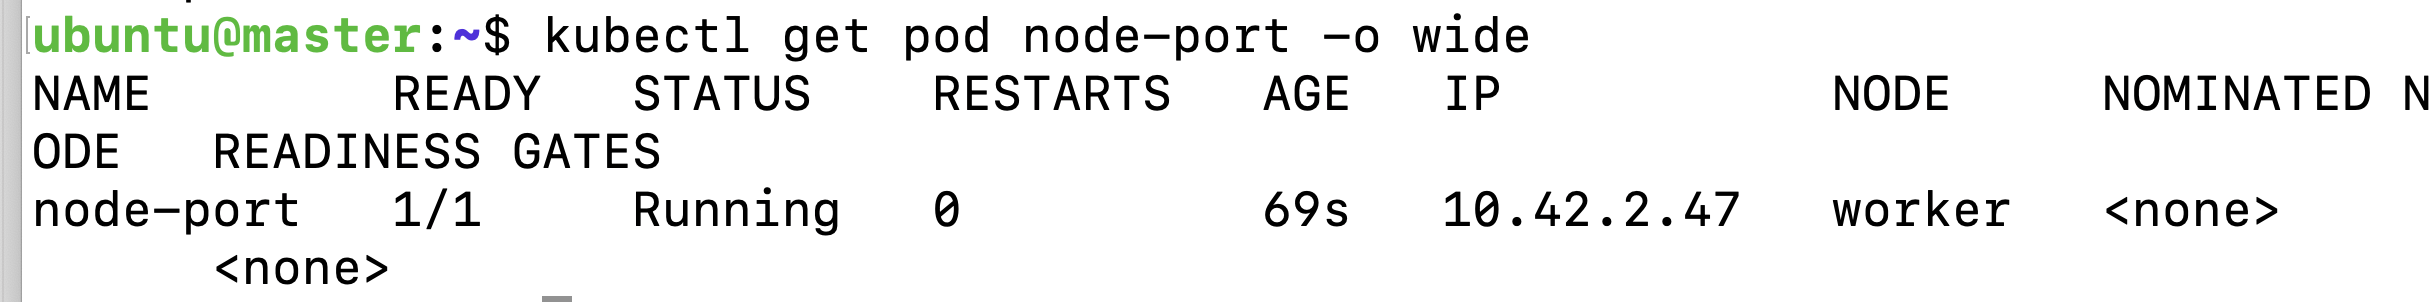 ubuntu@master:~$ kubectl get pod node-port -o wide
NAME        READY   STATUS    RESTARTS   AGE   IP           NODE     NOMINATED N
ODE   READINESS GATES
node-port   1/1     Running   0          69s   10.42.2.47   worker   <none>
      <none>